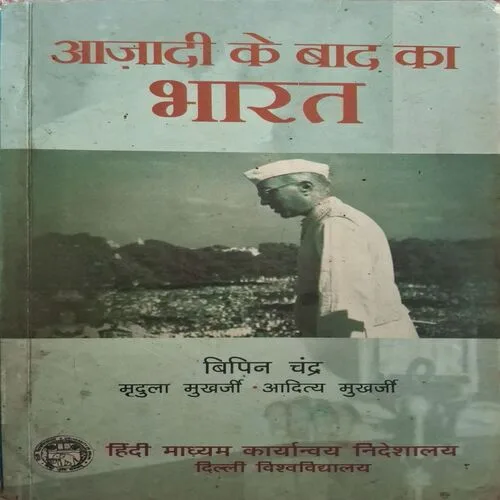 आज़ादी के बाद का
भारत
बिपिन चंद्र
मृदुला मुखर्जी • आदित्य मुखर्जी
हिंदी माध्यम कार्यान्वय निदेशालय
दिल्ली विश्वविद्यालय